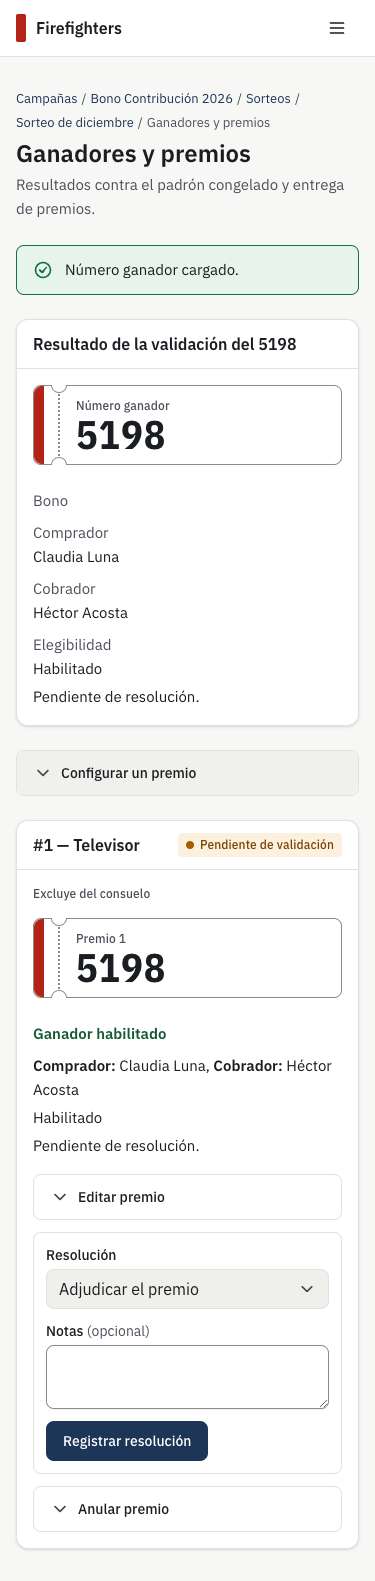 Firefighters
Campañas / Bono Contribución 2026 / Sorteos /
Sorteo de diciembre / Ganadores y premios
Ganadores y premios
Resultados contra el padrón congelado y entrega
de premios.
Número ganador cargado.
Resultado de la validación del 5198
Número ganador
5198
Bono
Comprador
Claudia Luna
Cobrador
Héctor Acosta
Elegibilidad
Habilitado
Pendiente de resolución.
Configurar un premio
#1 — Televisor
Pendiente de validación
Excluye del consuelo
Premio 1
5198
Ganador habilitado
Comprador: Claudia Luna, Cobrador: Héctor
Acosta
Habilitado
Pendiente de resolución.
Editar premio
Resolución
Adjudicar el premio
Notas (opcional)
Registrar resolución
Anular premio